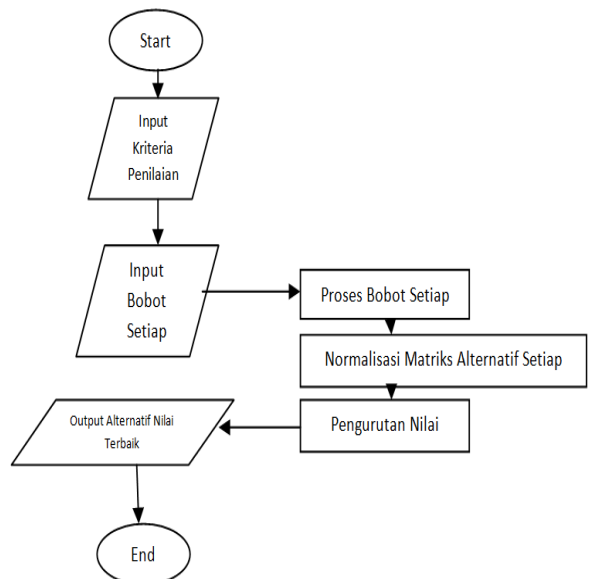 Start
Input
Kriteria
Penilaian
Input
Bobot
Setiap
Proses Bobot Setiap
Normalisasi Matriks Alternatif Setiap
Pengurutan Nilai
Output Alternatif Nilai
Terbaik
End